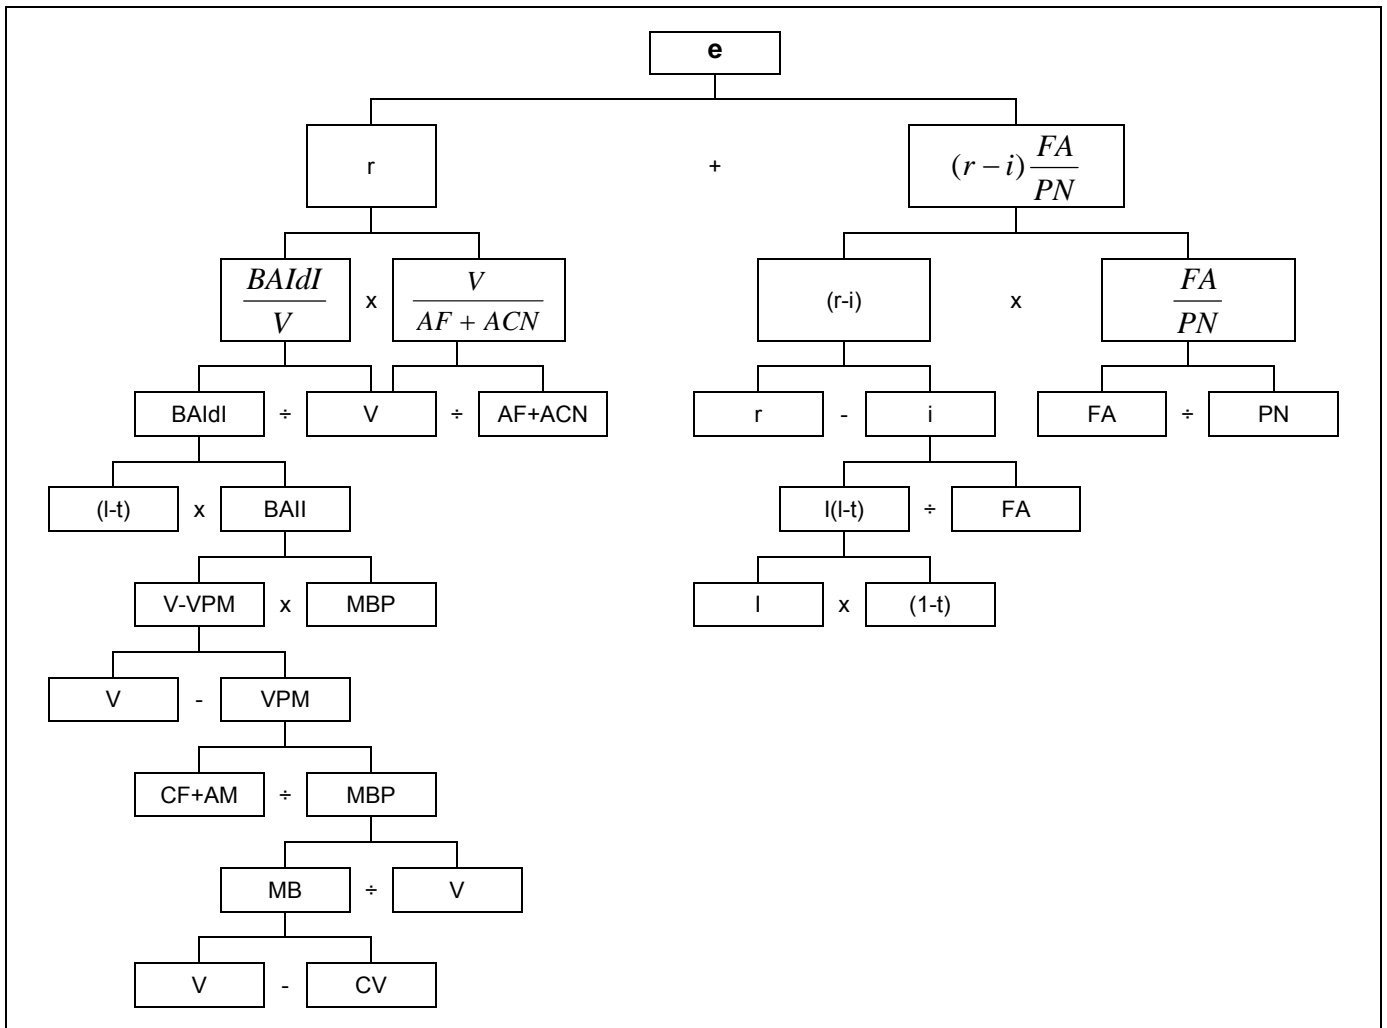 e
r + (r − i) FA / PN
BAIdI / V x V / AF + ACN (r-i) x FA / PN
BAIdI ÷ V ÷ AF+ACN r - i FA ÷ PN
(l-t) x BAII I(l-t) ÷ FA
V-VPM x MBP I x (1-t)
V - VPM
CF+AM ÷ MBP
MB ÷ V
V - CV